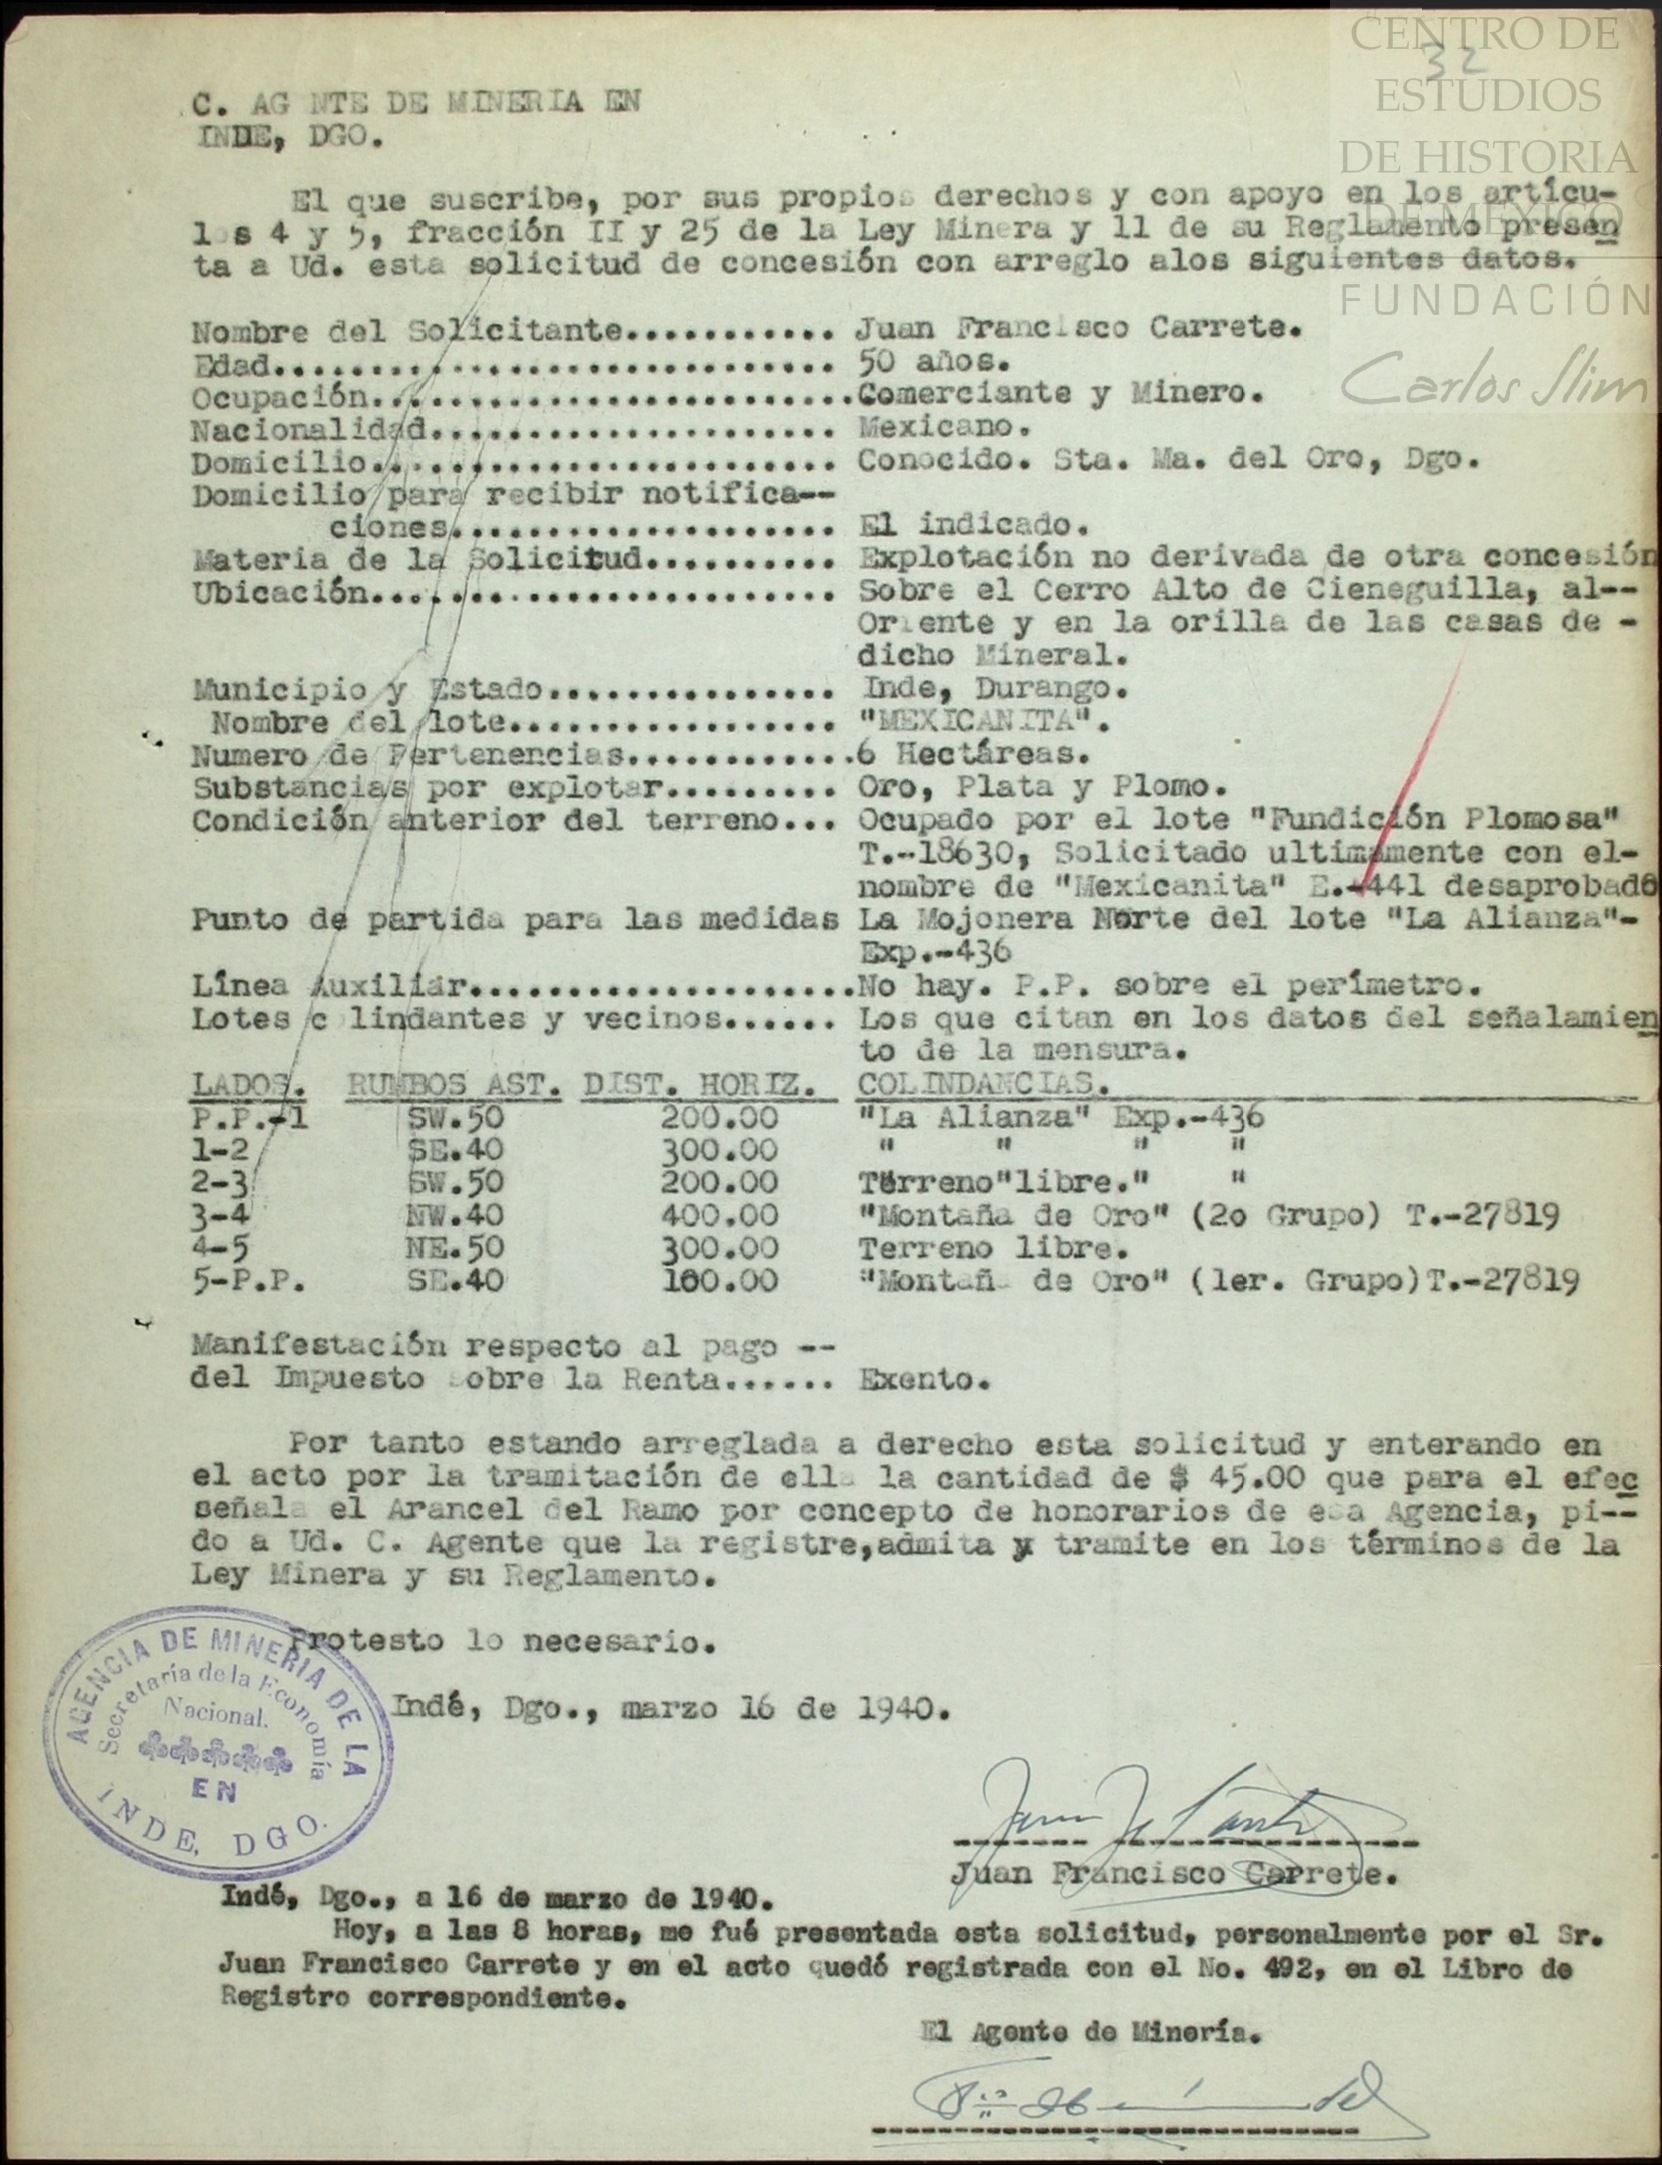 CENTRO DE
ESTUDIOS
DE HISTORIA
DE MÉXICO
FUNDACIÓN
Carlos Slim
32
C. AG NTE DE MINERIA EN
INDE, DGO.
El que suscribe, por sus propios derechos y con apoyo en los artícu-
los 4 y 5, fracción II y 25 de la Ley Minera y 11 de su Reglamento presen
ta a Ud. esta solicitud de concesión con arreglo alos siguientes datos.
Nombre del Solicitante........... Juan Francisco Carrete.
Edad............................. 50 años.
Ocupación.........................Comerciante y Minero.
Nacionalidad..................... Mexicano.
Domicilio........................ Conocido. Sta. Ma. del Oro, Dgo.
Domicilio para recibir notifica--
ciones.................... El indicado.
Materia de la Solicitud.......... Explotación no derivada de otra concesión
Ubicación........................ Sobre el Cerro Alto de Cieneguilla, al--
Oriente y en la orilla de las casas de -
dicho Mineral.
Municipio y Estado............... Inde, Durango.
Nombre del lote................. "MEXICANITA".
Numero de Pertenencias............6 Hectáreas.
Substancias por explotar......... Oro, Plata y Plomo.
Condición anterior del terreno... Ocupado por el lote "Fundición Plomosa"
T.-18630, Solicitado ultimamente con el-
nombre de "Mexicanita" E.-441 desaprobado
Punto de partida para las medidas La Mojonera Norte del lote "La Alianza"-
Exp.-436
Línea Auxiliar....................No hay. P.P. sobre el perímetro.
Lotes colindantes y vecinos...... Los que citan en los datos del señalamien
to de la mensura.
LADOS. RUMBOS AST. DIST. HORIZ. COLINDANCIAS.
P.P.-1 SW.50 200.00 "La Alianza" Exp.-436
1-2 SE.40 300.00 " " " "
2-3 SW.50 200.00 Terreno"libre." "
3-4 NW.40 400.00 "Montaña de Oro" (2o Grupo) T.-27819
4-5 NE.50 300.00 Terreno libre.
5-P.P. SE.40 100.00 "Montaña de Oro" (1er. Grupo)T.-27819
Manifestación respecto al pago --
del Impuesto sobre la Renta...... Exento.
Por tanto estando arreglada a derecho esta solicitud y enterando en
el acto por la tramitación de ella la cantidad de $ 45.00 que para el efec
señala el Arancel del Ramo por concepto de honorarios de esa Agencia, pi--
do a Ud. C. Agente que la registre,admita y tramite en los términos de la
Ley Minera y su Reglamento.
Protesto lo necesario.
Indé, Dgo., marzo 16 de 1940.
AGENCIA DE MINERIA DE LA
Secretaría de la Economía
Nacional.
EN
INDE, DGO.
Juan Francisco Carrete.
Indé, Dgo., a 16 de marzo de 1940.
Hoy, a las 8 horas, me fué presentada esta solicitud, personalmente por el Sr.
Juan Francisco Carrete y en el acto quedó registrada con el No. 492, en el Libro de
Registro correspondiente.
El Agente de Minería.